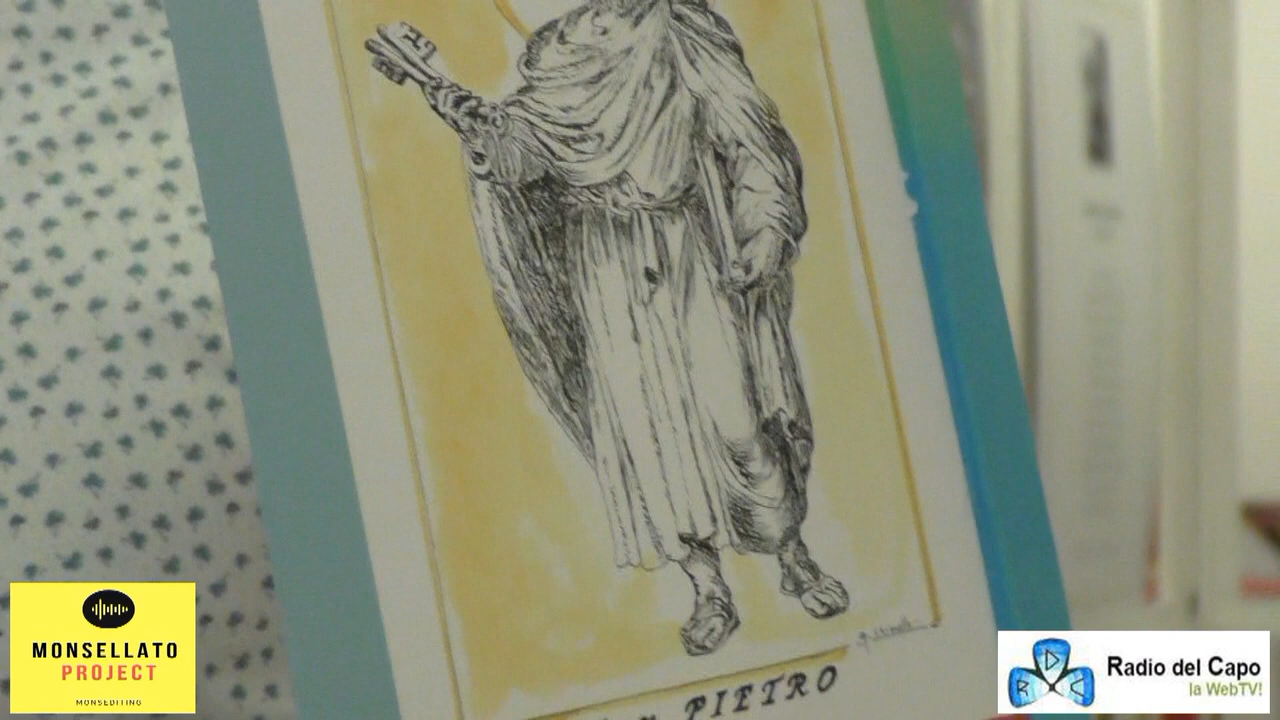 PIETRO
MONSELLATO
PROJECT
MONSEDITING
R D C
Radio del Capo
la WebTV!